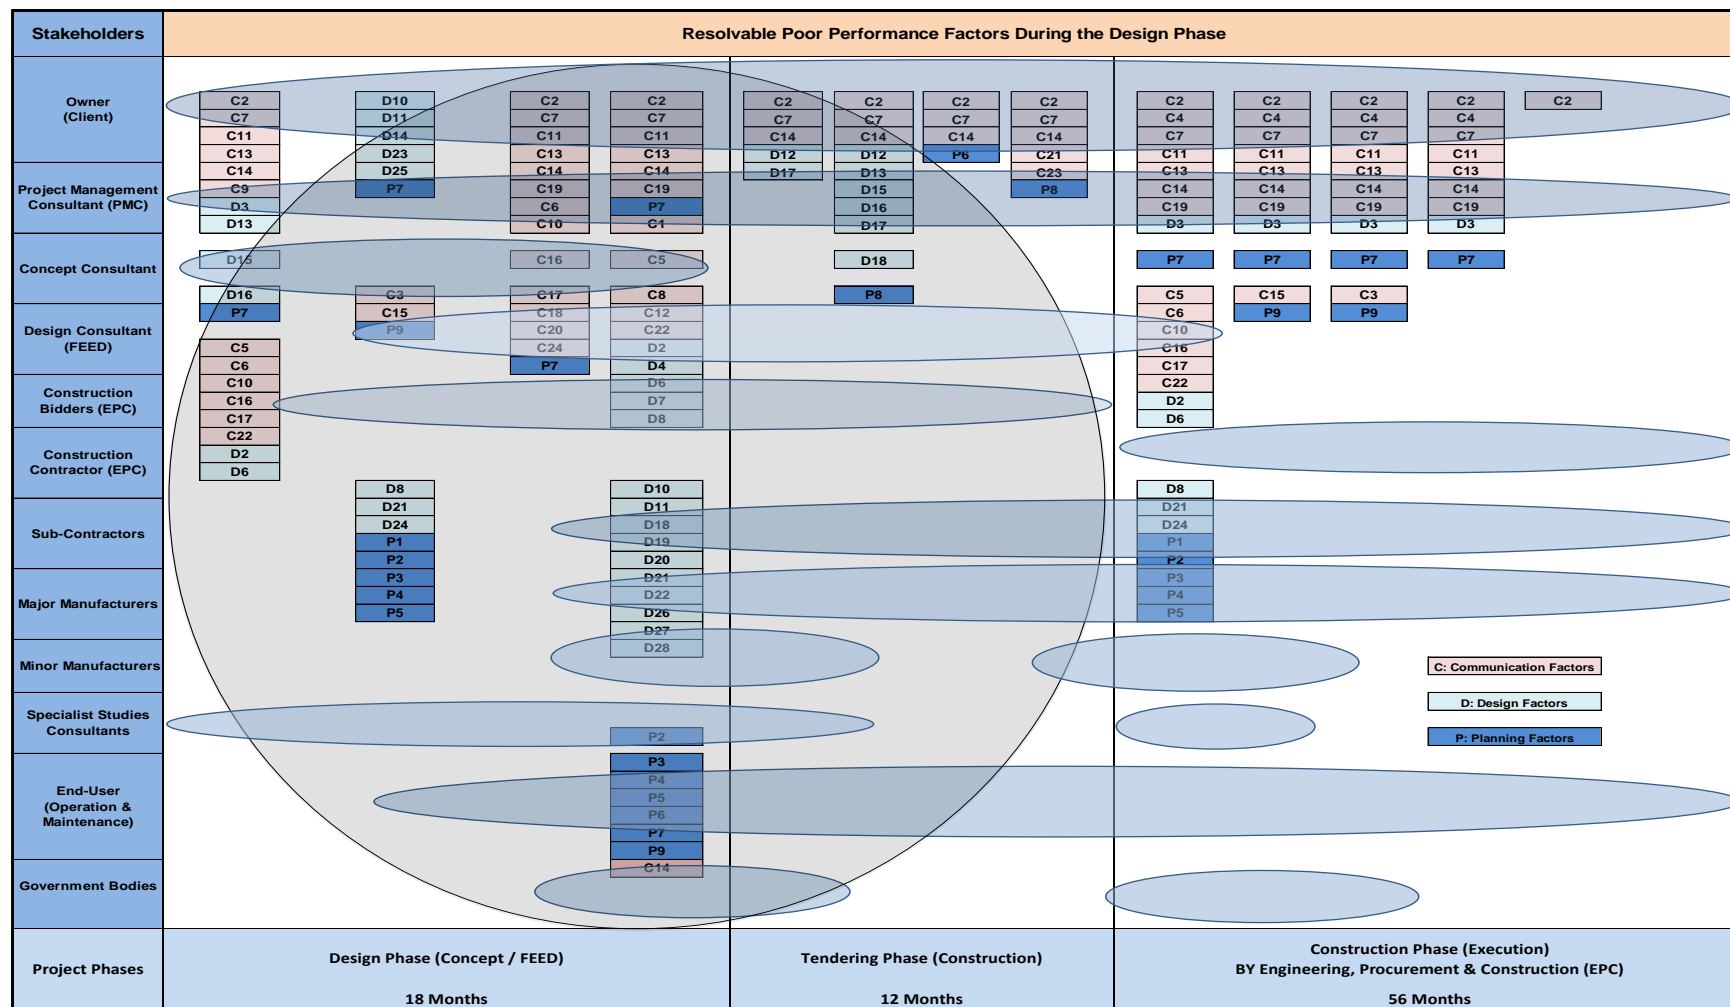 Stakeholders
Resolvable Poor Performance Factors During the Design Phase
Owner
(Client)
Project Management
Consultant (PMC)
Concept Consultant
Design Consultant
(FEED)
Construction
Bidders (EPC)
Construction
Contractor (EPC)
Sub-Contractors
Major Manufacturers
Minor Manufacturers
Specialist Studies
Consultants
End-User
(Operation &
Maintenance)
Government Bodies
C2
C7
C11
C13
C14
C9
D3
D13
D15
D16
P7
C5
C6
C10
C16
C17
C22
D2
D6
D10
D11
D14
D23
D25
P7
C3
C15
P9
D8
D21
D24
P1
P2
P3
P4
P5
C2
C7
C11
C13
C14
C19
C6
C10
C16
C17
C18
C20
C24
P7
C2
C7
C11
C13
C14
C19
P7
C1
C5
C8
C12
C22
D2
D4
D6
D7
D8
D10
D11
D18
D19
D20
D21
D22
D26
D27
D28
P2
P3
P4
P5
P6
P7
P9
C14
C2
C7
C14
D12
D17
C2
C7
C14
D12
D13
D15
D16
D17
D18
P8
C2
C7
C14
P6
C2
C7
C14
C21
C23
P8
C2
C4
C7
C11
C13
C14
C19
D3
P7
C5
C6
C10
C16
C17
C22
D2
D6
D8
D21
D24
P1
P2
P3
P4
P5
C2
C4
C7
C11
C13
C14
C19
D3
P7
C15
P9
C2
C4
C7
C11
C13
C14
C19
D3
P7
C3
P9
C2
C4
C7
C11
C13
C14
C19
D3
P7
C2
C: Communication Factors
D: Design Factors
P: Planning Factors
Project Phases
Design Phase (Concept / FEED)
18 Months
Tendering Phase (Construction)
12 Months
Construction Phase (Execution)
BY Engineering, Procurement & Construction (EPC)
56 Months